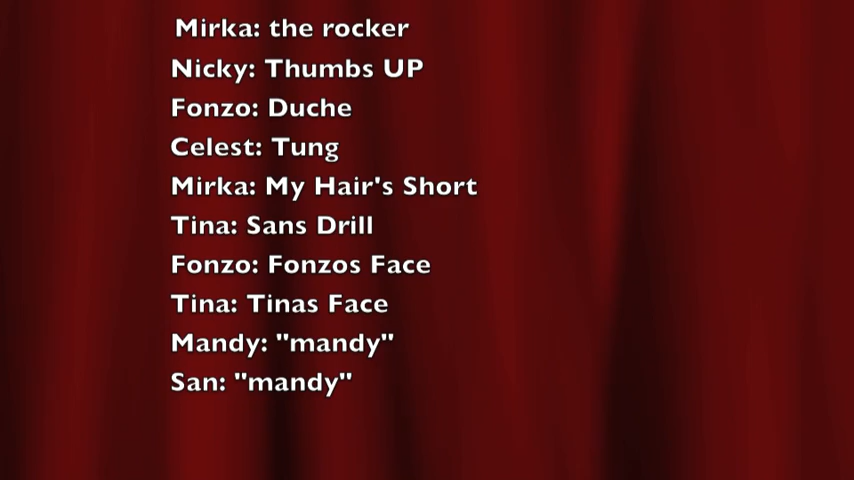 Mirka: the rocker
Nicky: Thumbs UP
Fonzo: Duche
Celest: Tung
Mirka: My Hair's Short
Tina: Sans Drill
Fonzo: Fonzos Face
Tina: Tinas Face
Mandy: "mandy"
San: "mandy"